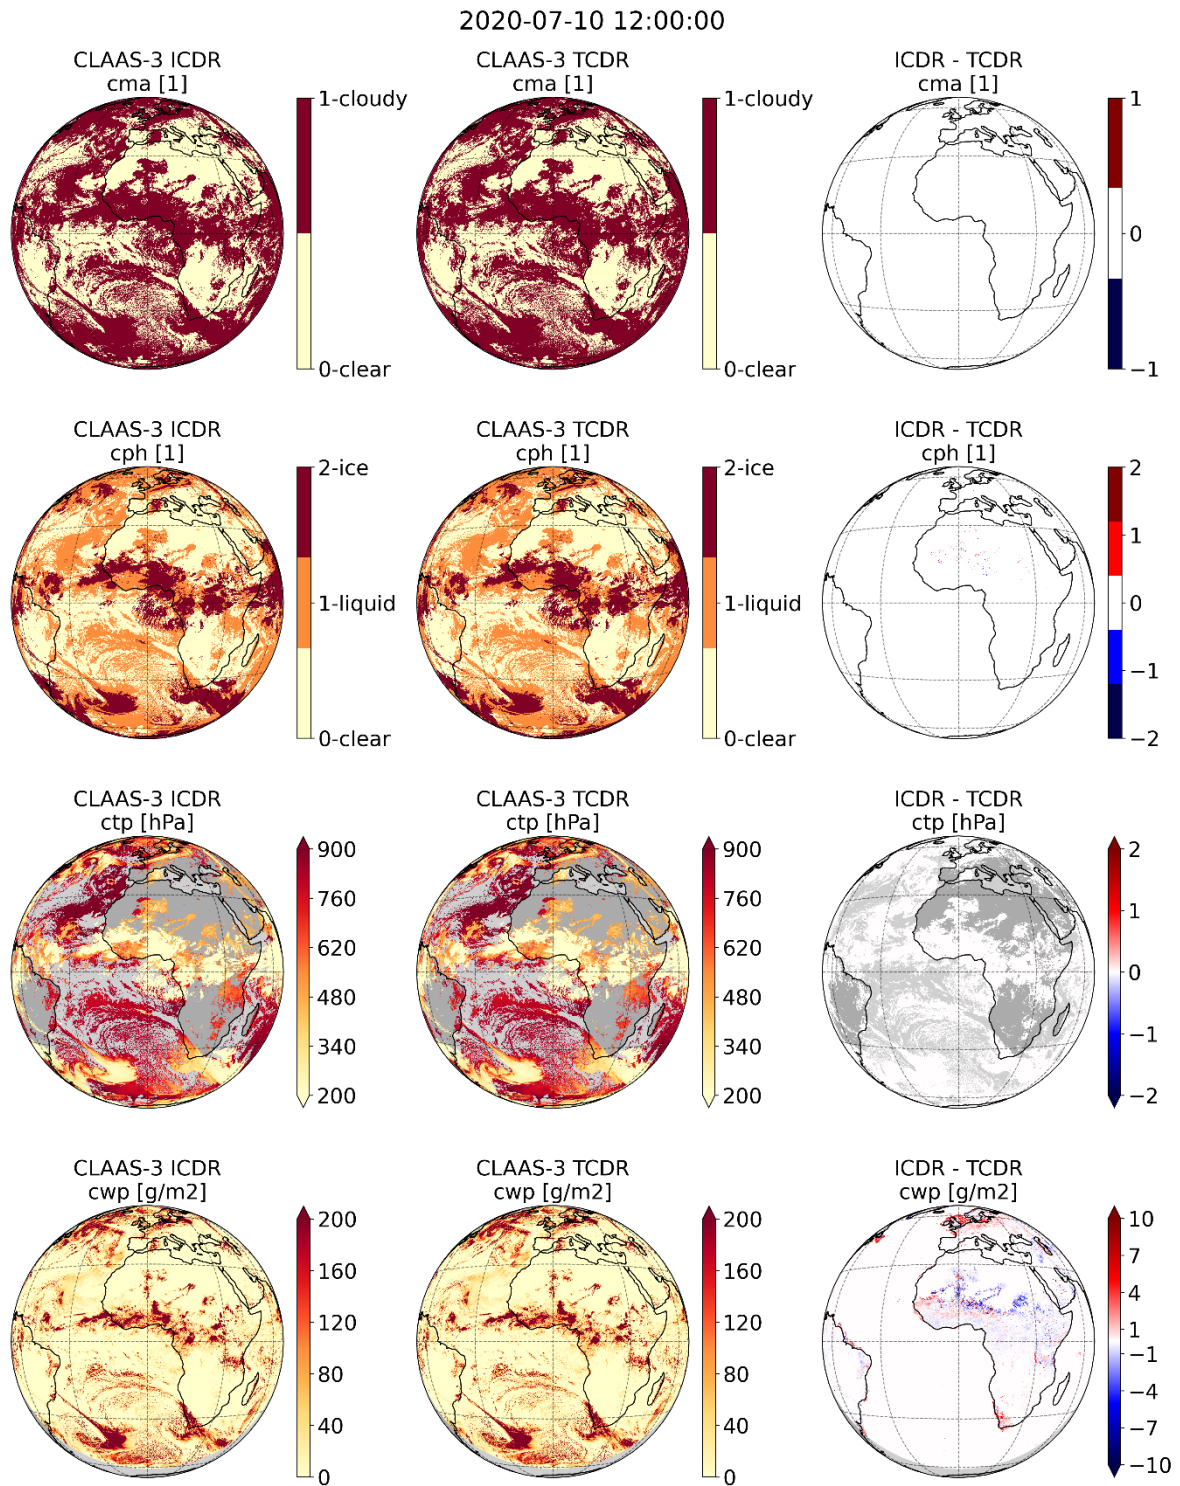 2020-07-10 12:00:00
CLAAS-3 ICDR
cma [1]
1-cloudy
0-clear
CLAAS-3 TCDR
cma [1]
1-cloudy
0-clear
ICDR - TCDR
cma [1]
1
0
−1
CLAAS-3 ICDR
cph [1]
2-ice
1-liquid
0-clear
CLAAS-3 TCDR
cph [1]
2-ice
1-liquid
0-clear
ICDR - TCDR
cph [1]
2
1
0
−1
−2
CLAAS-3 ICDR
ctp [hPa]
900
760
620
480
340
200
CLAAS-3 TCDR
ctp [hPa]
900
760
620
480
340
200
ICDR - TCDR
ctp [hPa]
2
1
0
−1
−2
CLAAS-3 ICDR
cwp [g/m2]
200
160
120
80
40
0
CLAAS-3 TCDR
cwp [g/m2]
200
160
120
80
40
0
ICDR - TCDR
cwp [g/m2]
10
7
4
1
−1
−4
−7
−10